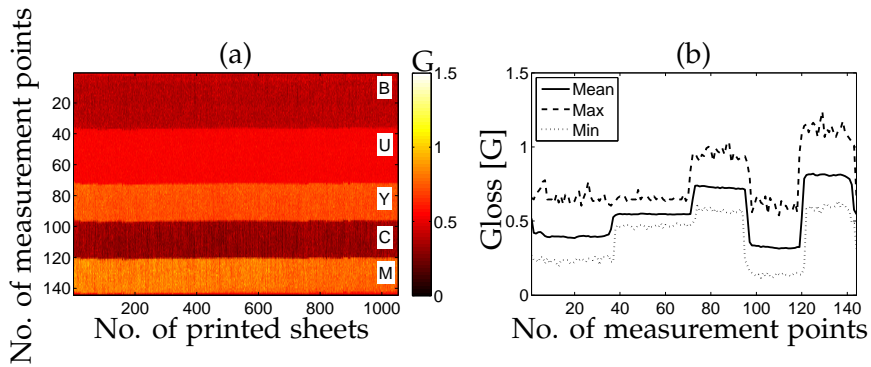 (a)
No. of measurement points
20
40
60
80
100
120
140
B
U
Y
C
M
200
400
600
800
1000
No. of printed sheets
G
1.5
1
0.5
0
(b)
Gloss [G]
1.5
1
0.5
0
Mean
Max
Min
20
40
60
80
100
120
140
No. of measurement points